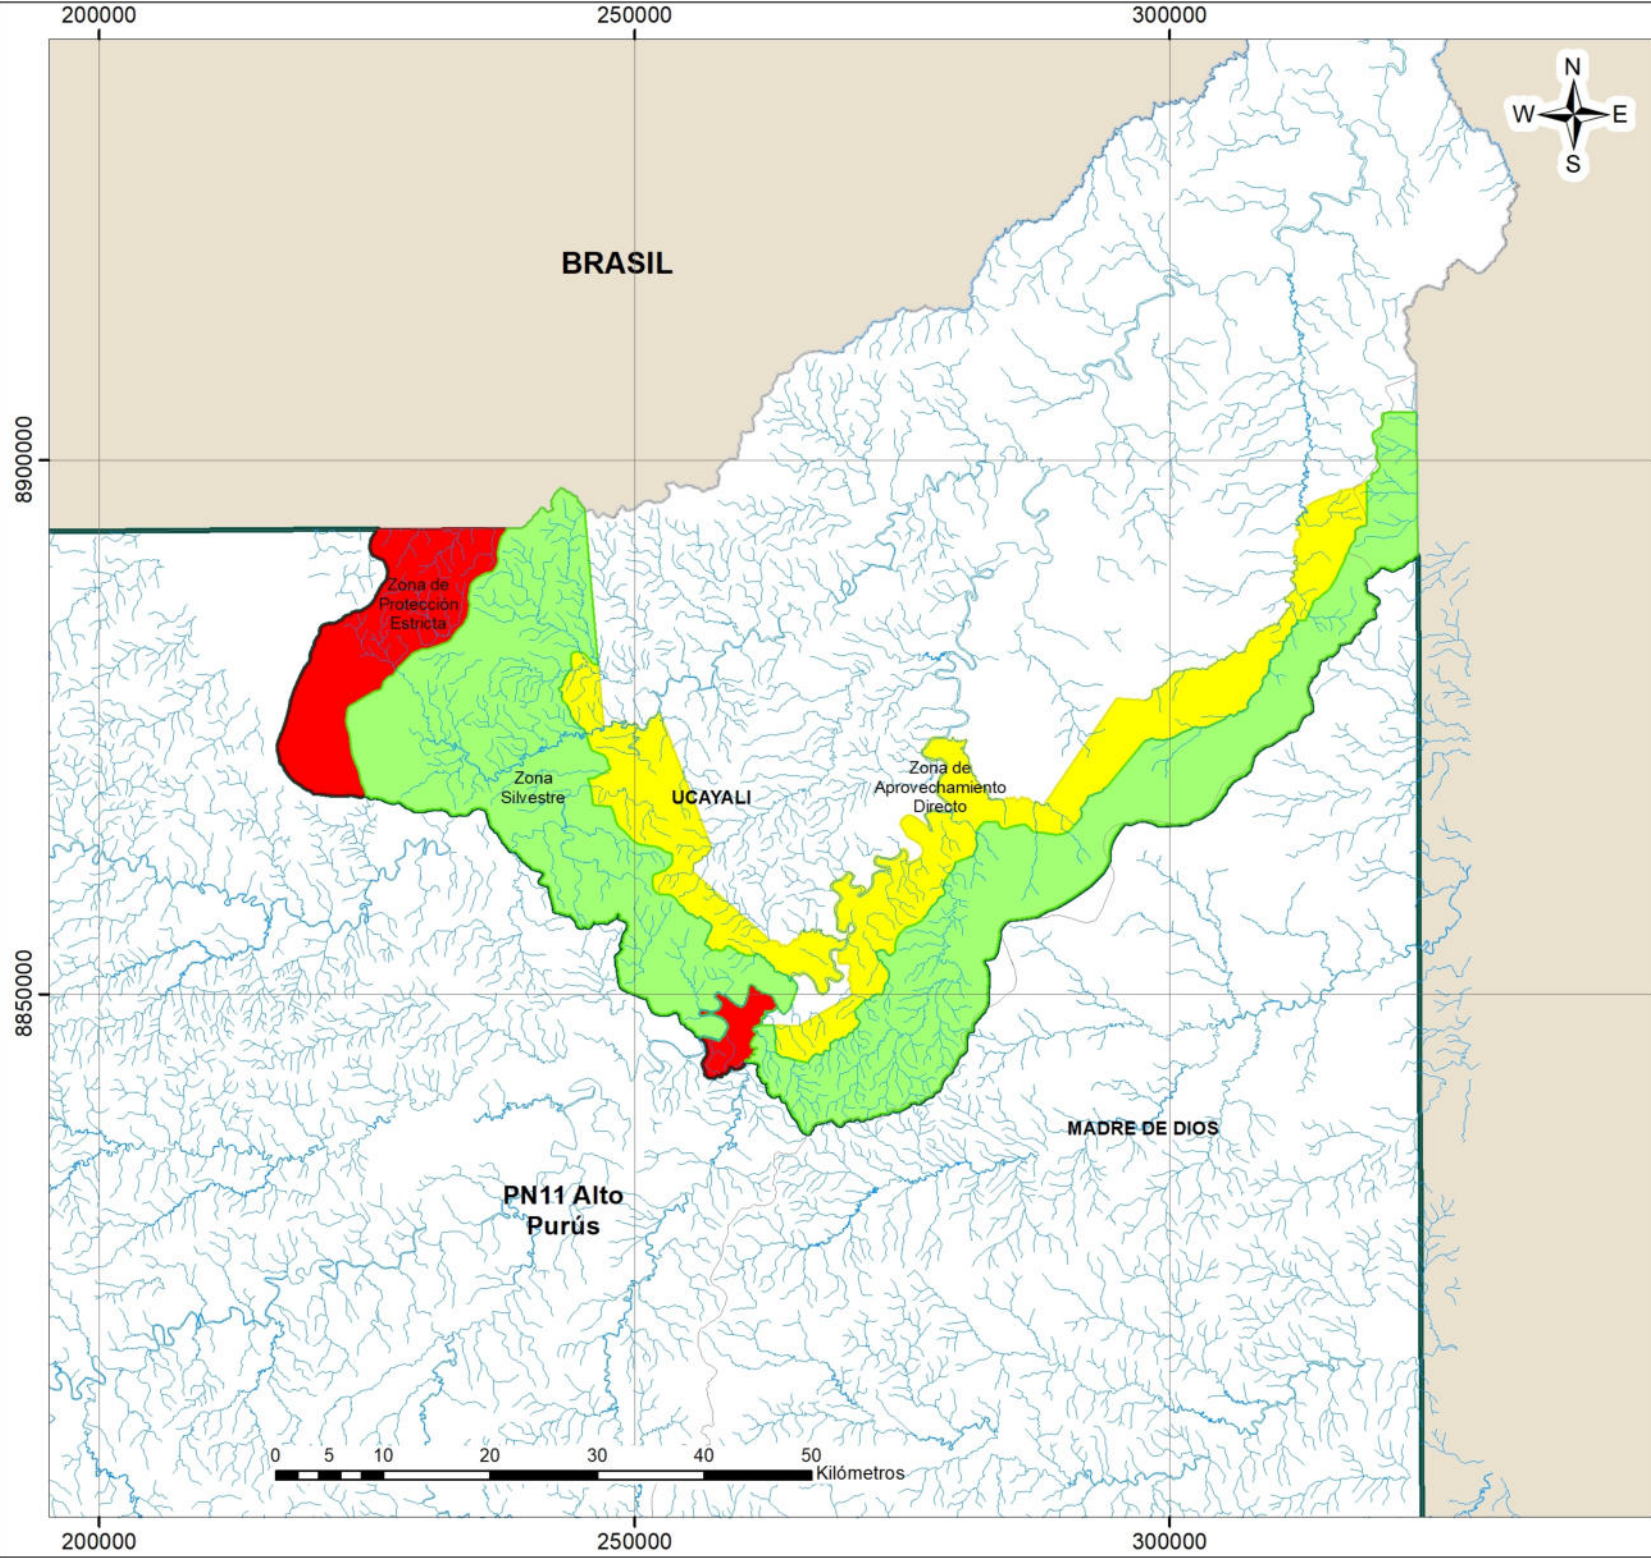 200000
250000
300000
N
W
E
S
BRASIL
8900000
Zona de
Protección
Estricta
Zona
Silvestre
UCAYALI
Zona de
Aprovechamiento
Directo
8850000
MADRE DE DIOS
PN11 Alto
Purús
0
5
10
20
30
40
50
Kilómetros
200000
250000
300000